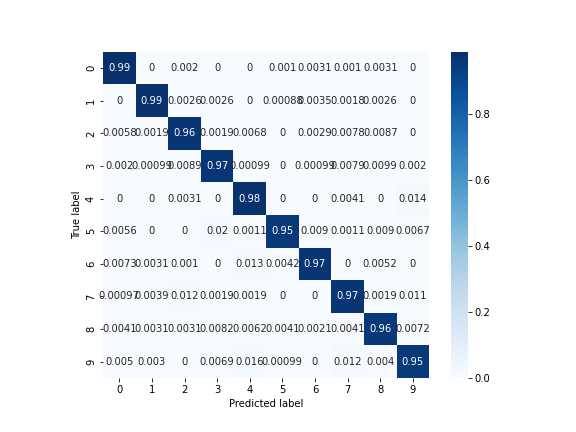 0 0.99 0 0.002 0 0 0.001 0.0031 0.001 0.0031 0
1 0 0.99 0.0026 0.0026 0 0.00088 0.0035 0.0018 0.0026 0
2 0.0058 0.0019 0.96 0.0019 0.0068 0 0.0029 0.0078 0.0087 0
3 0.002 0.00099 0.0089 0.97 0.00099 0 0.00099 0.0079 0.0099 0.002
4 0 0 0.0031 0 0.98 0 0 0.0041 0 0.014
5 0.0056 0 0 0.02 0.0011 0.95 0.009 0.0011 0.009 0.0067
6 0.0073 0.0031 0.001 0 0.013 0.0042 0.97 0 0.0052 0
7 0.00097 0.0039 0.012 0.0019 0.0019 0 0 0.97 0.0019 0.011
8 0.0041 0.0031 0.0031 0.0082 0.0062 0.0041 0.0021 0.0041 0.96 0.0072
9 0.005 0.003 0 0.0069 0.016 0.00099 0 0.012 0.004 0.95
0 1 2 3 4 5 6 7 8 9
Predicted label
True label
0.8
0.6
0.4
0.2
0.0